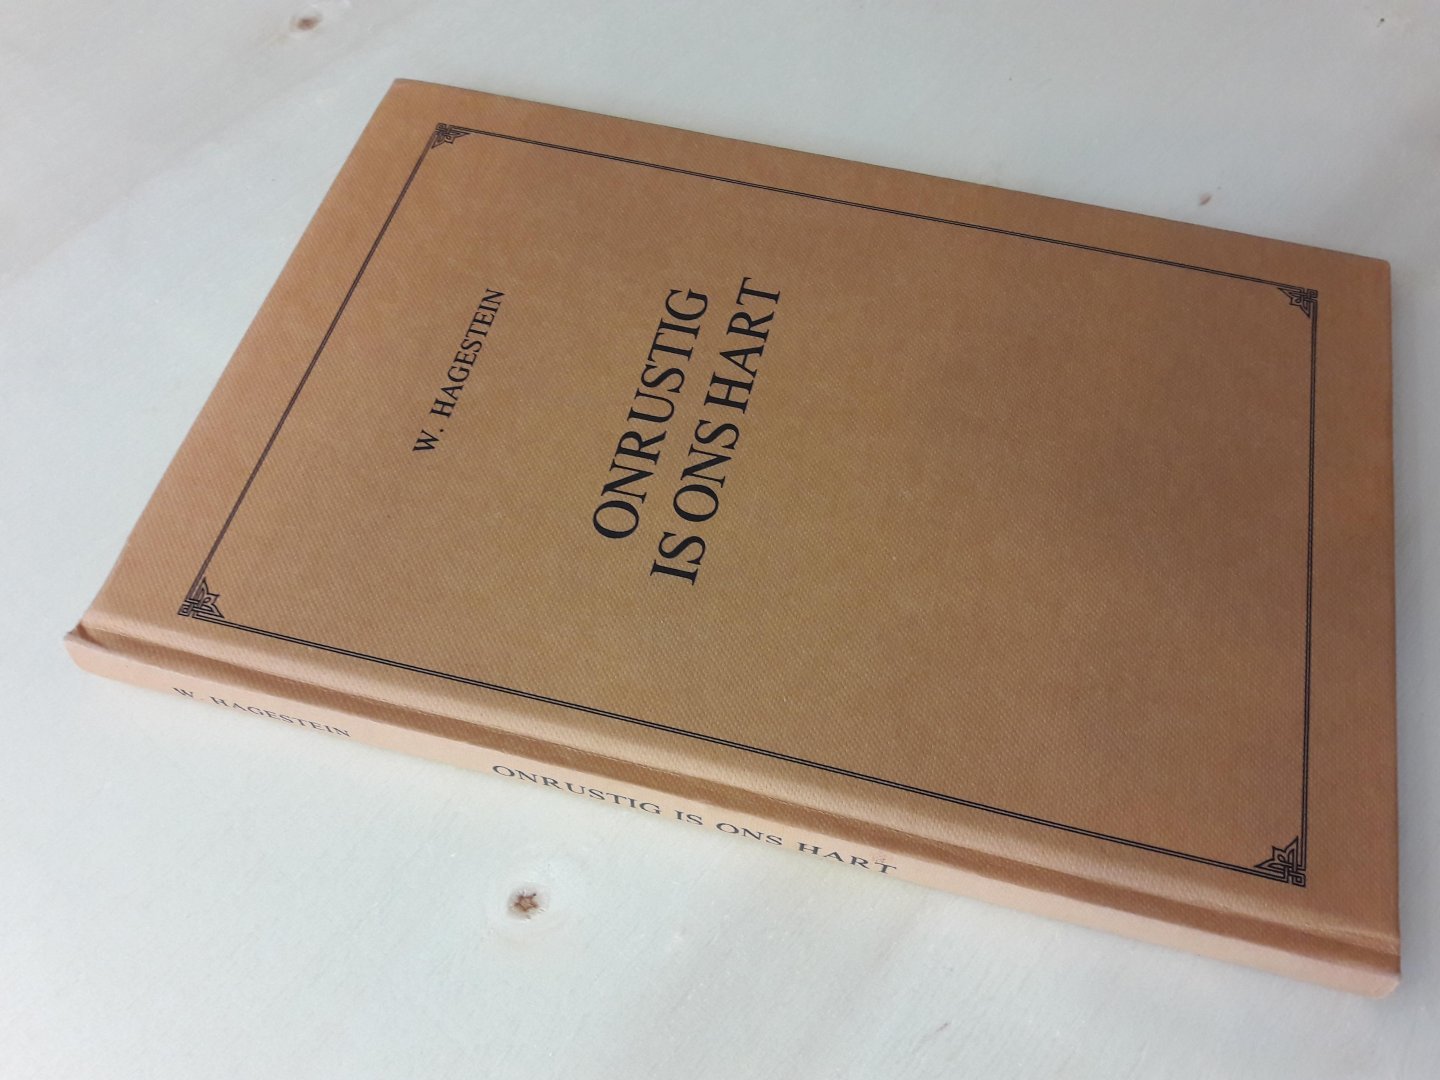 W. HAGESTEIN
ONRUSTIG
IS ONS HART
W. HAGESTEIN ONRUSTIG IS ONS HART